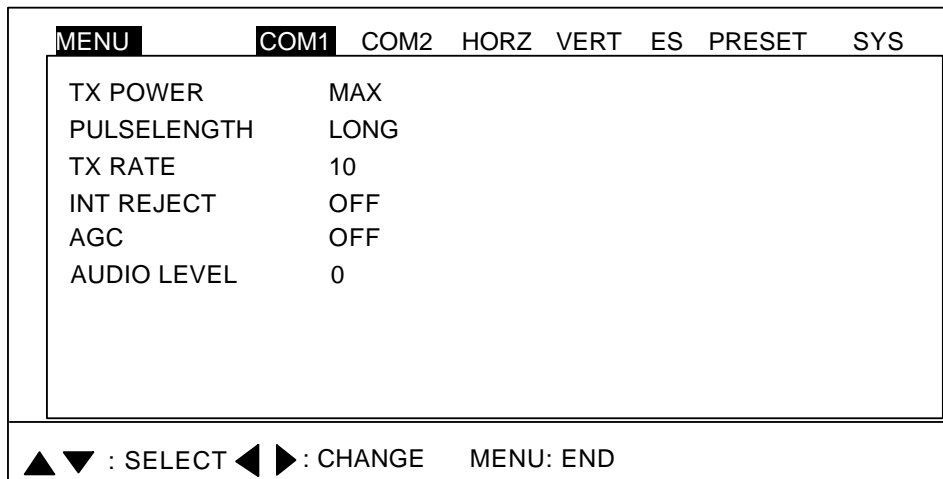 MENU COM1 COM2 HORZ VERT ES PRESET SYS
TX POWER MAX
PULSELENGTH LONG
TX RATE 10
INT REJECT OFF
AGC OFF
AUDIO LEVEL 0
▲ ▼ : SELECT ◀ ▶ : CHANGE MENU: END